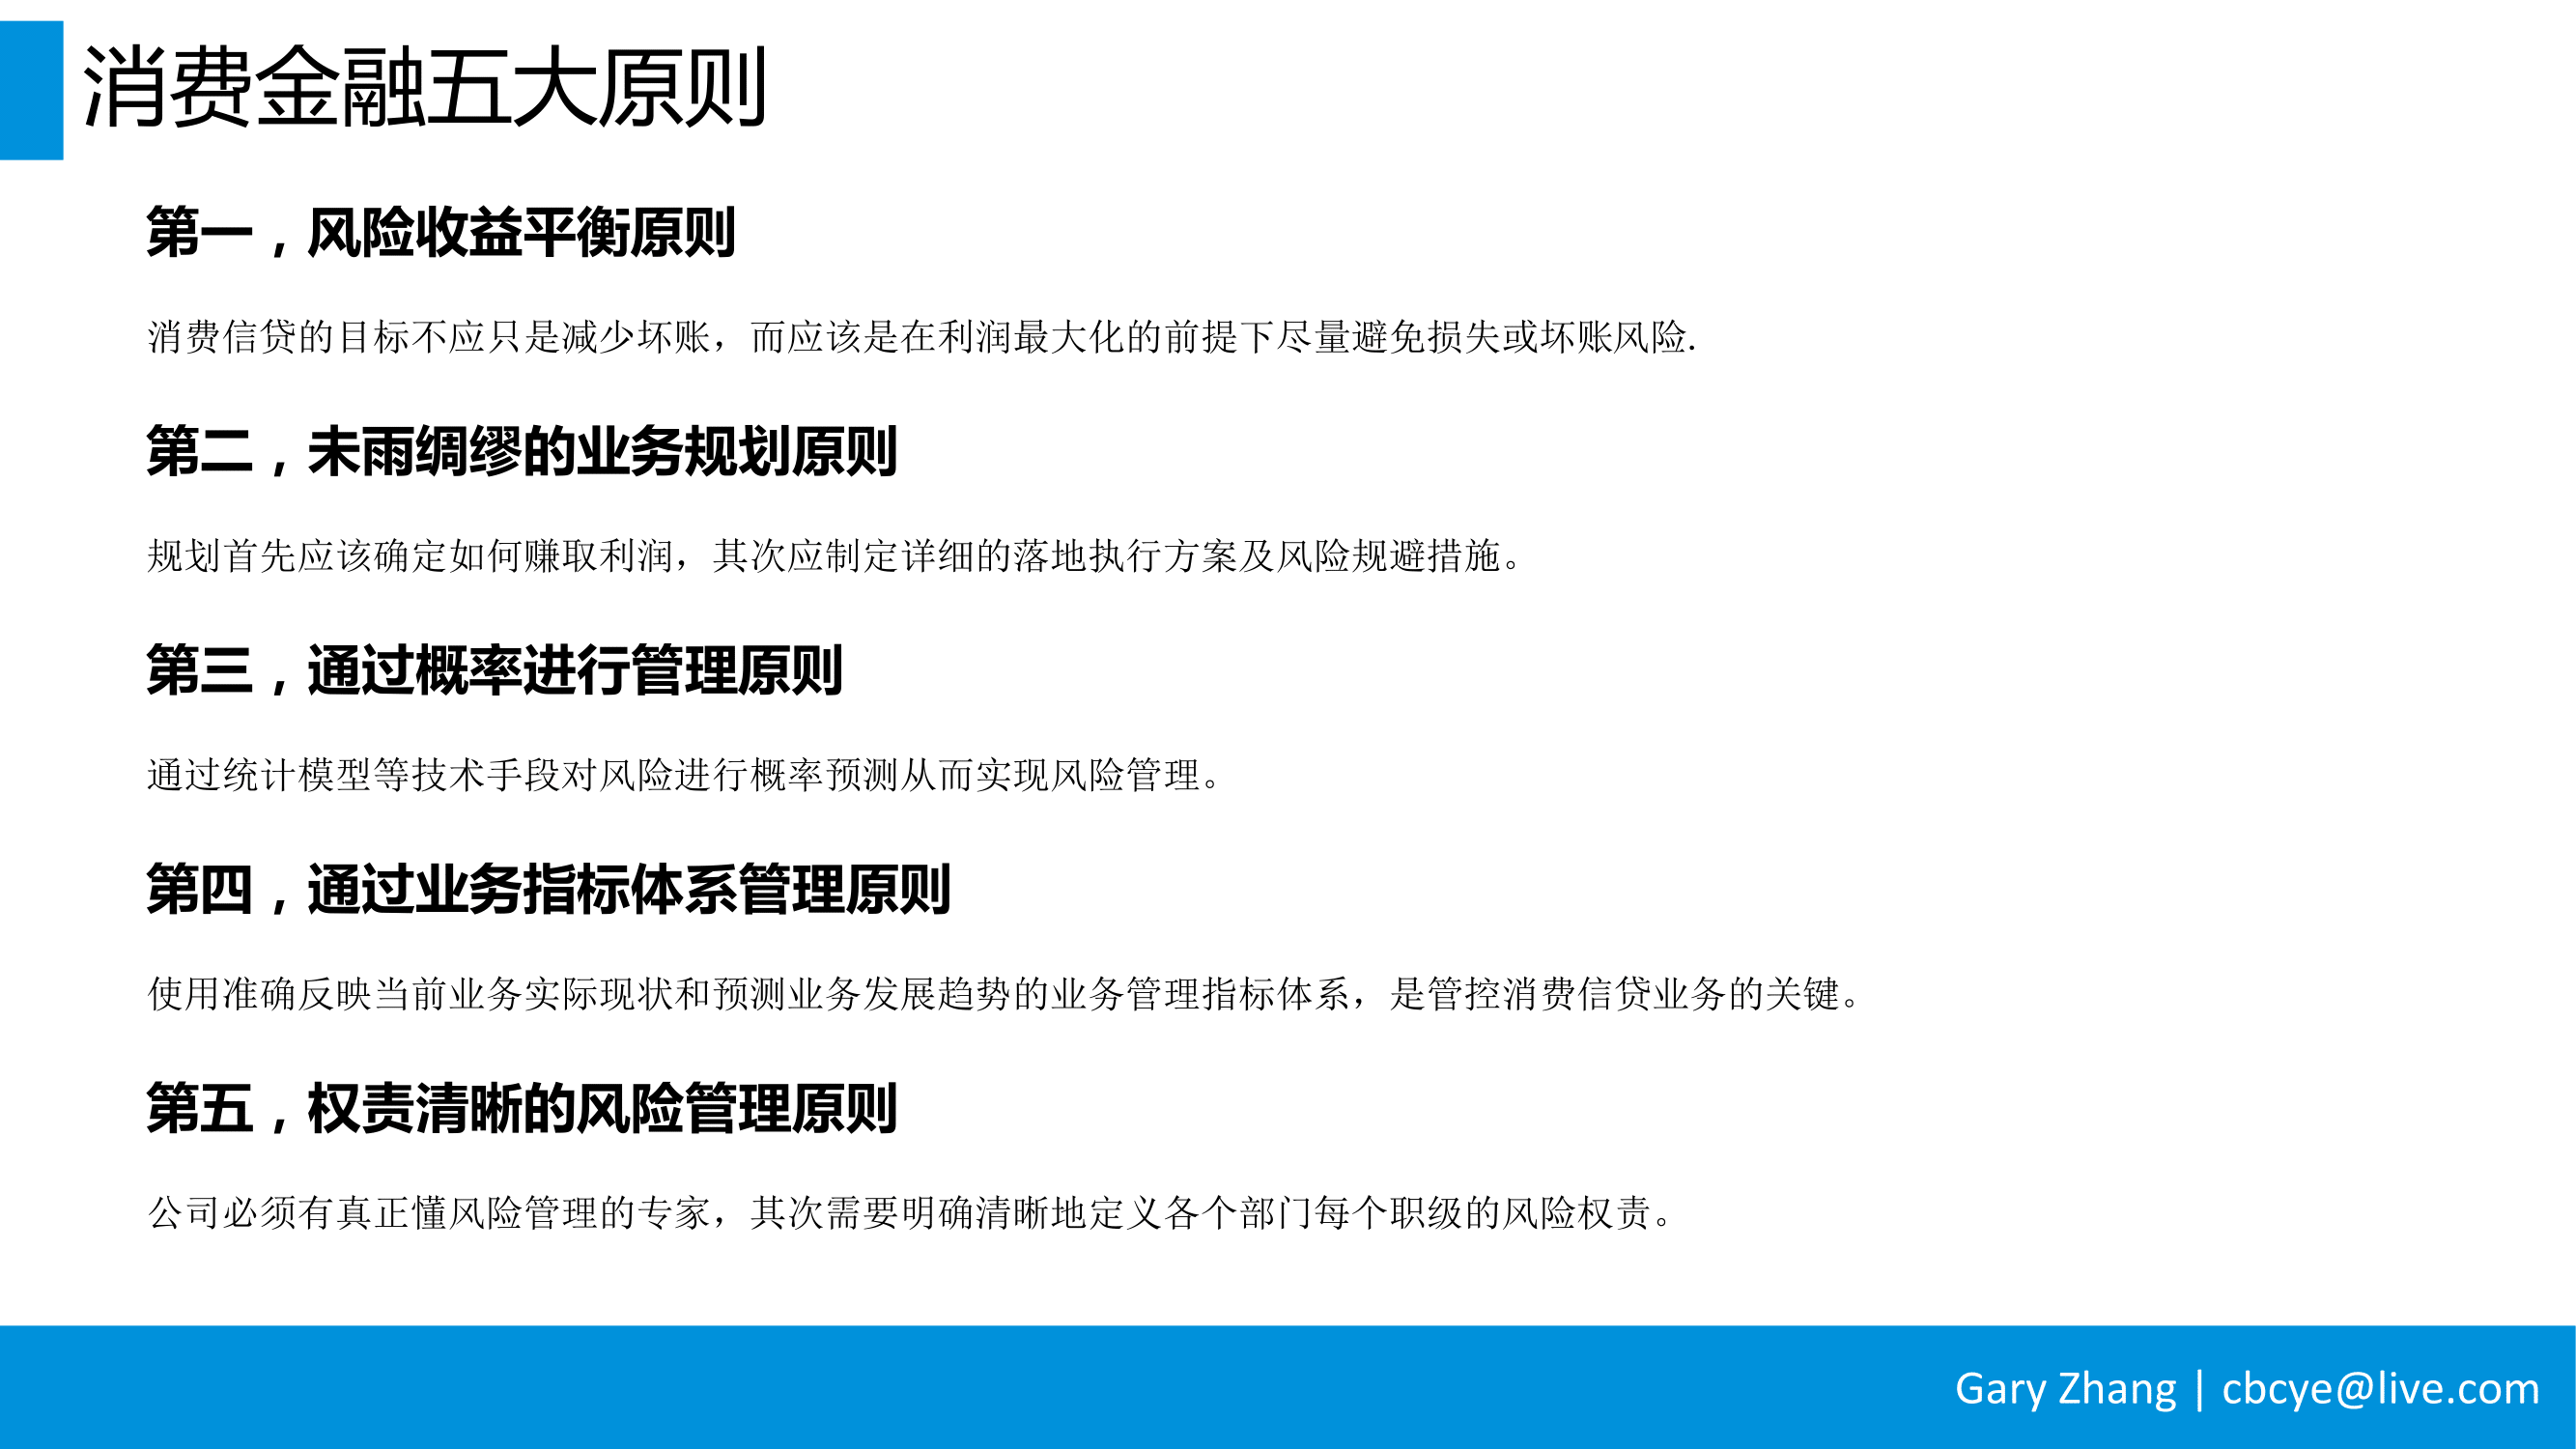 消费金融五大原则
第一，风险收益平衡原则
消费信贷的目标不应只是减少坏账，而应该是在利润最大化的前提下尽量避免损失或坏账风险.
第二，未雨绸缪的业务规划原则
规划首先应该确定如何赚取利润，其次应制定详细的落地执行方案及风险规避措施。
第三，通过概率进行管理原则
通过统计模型等技术手段对风险进行概率预测从而实现风险管理。
第四，通过业务指标体系管理原则
使用准确反映当前业务实际现状和预测业务发展趋势的业务管理指标体系，是管控消费信贷业务的关键。
第五，权责清晰的风险管理原则
公司必须有真正懂风险管理的专家，其次需要明确清晰地定义各个部门每个职级的风险权责。
Gary Zhang | cbcye@live.com